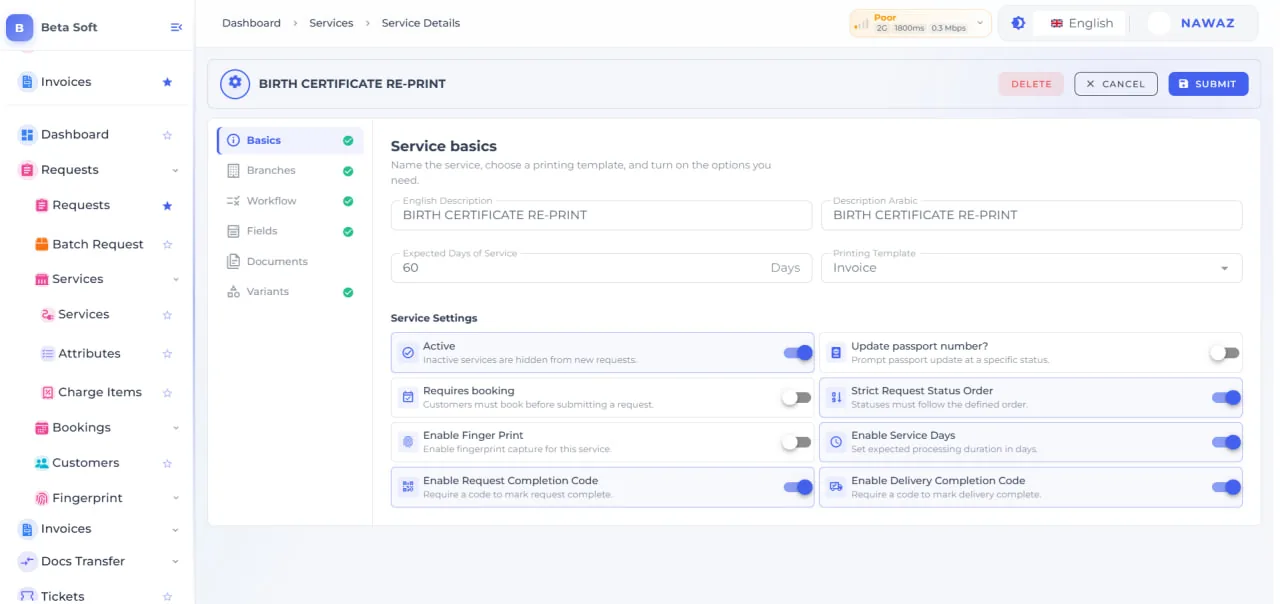 B Beta Soft
Invoices
Dashboard
Requests
Requests
Batch Request
Services
Services
Attributes
Charge Items
Bookings
Customers
Fingerprint
Invoices
Docs Transfer
Tickets
Dashboard > Services > Service Details
Poor
2G 1800ms 0.3 Mbps
English
NAWAZ
BIRTH CERTIFICATE RE-PRINT
DELETE
CANCEL
SUBMIT
Basics
Branches
Workflow
Fields
Documents
Variants
Service basics
Name the service, choose a printing template, and turn on the options you
need.
English Description
BIRTH CERTIFICATE RE-PRINT
Description Arabic
BIRTH CERTIFICATE RE-PRINT
Expected Days of Service
60 Days
Printing Template
Invoice
Service Settings
Active
Inactive services are hidden from new requests.
Update passport number?
Prompt passport update at a specific status.
Requires booking
Customers must book before submitting a request.
Strict Request Status Order
Statuses must follow the defined order.
Enable Finger Print
Enable fingerprint capture for this service.
Enable Service Days
Set expected processing duration in days.
Enable Request Completion Code
Require a code to mark request complete.
Enable Delivery Completion Code
Require a code to mark delivery complete.